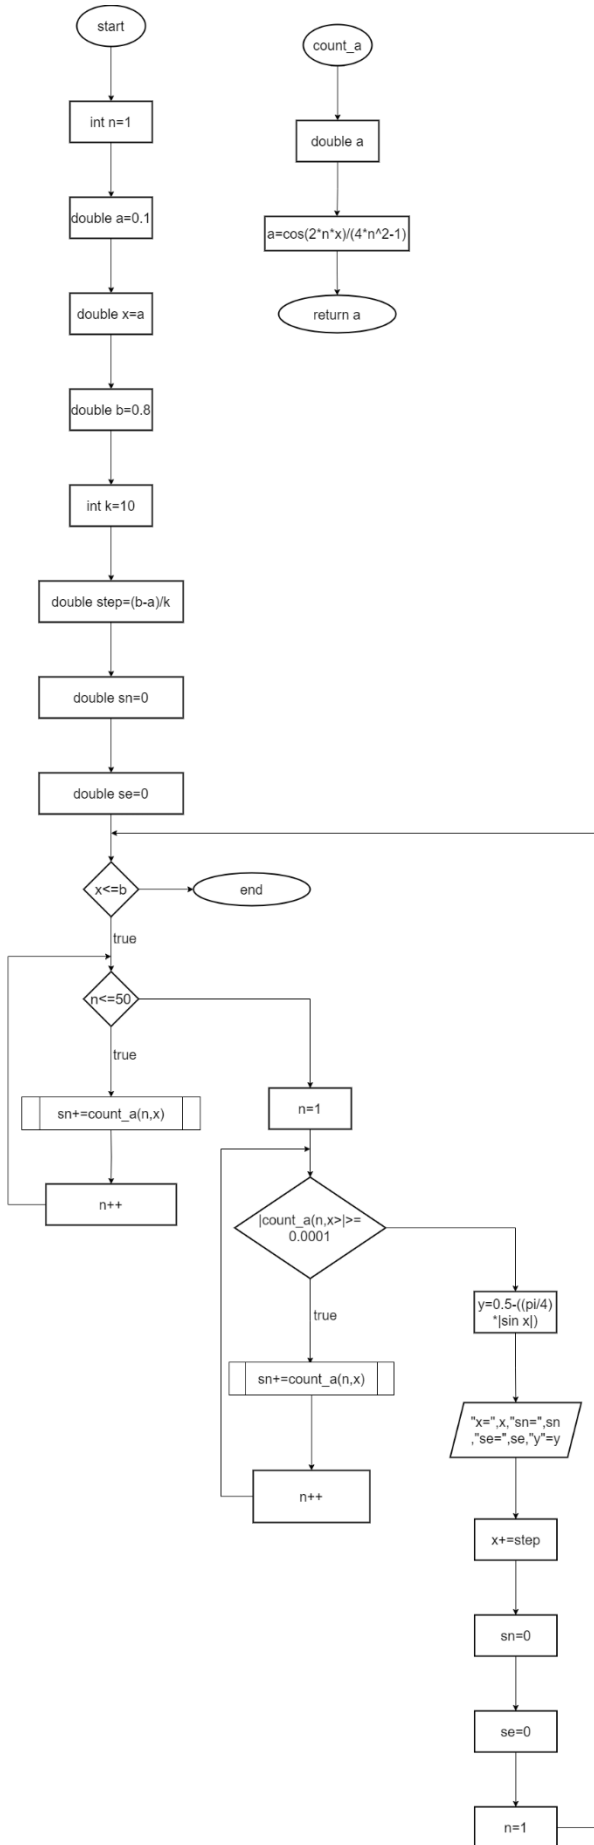 start
int n=1
double a=0.1
double x=a
double b=0.8
int k=10
double step=(b-a)/k
double sn=0
double se=0
x<=b
end
true
n<=50
true
sn+=count_a(n,x)
n++
n=1
|count_a(n,x>|>=
0.0001
true
sn+=count_a(n,x)
n++
y=0.5-((pi/4)
*|sin x|)
"x=",x,"sn=",sn
,"se=",se,"y"=y
x+=step
sn=0
se=0
n=1
count_a
double a
a=cos(2*n*x)/(4*n^2-1)
return a